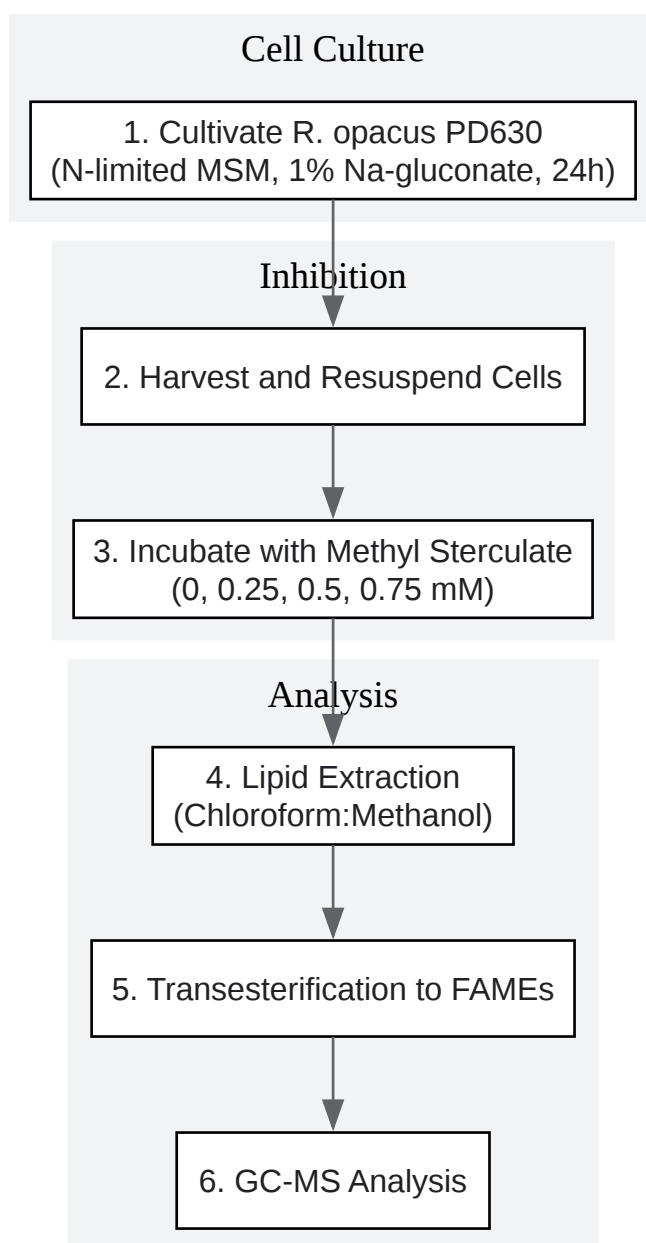 Cell Culture
1. Cultivate R. opacus PD630
(N-limited MSM, 1% Na-gluconate, 24h)
Inhibition
2. Harvest and Resuspend Cells
3. Incubate with Methyl Sterculate
(0, 0.25, 0.5, 0.75 mM)
Analysis
4. Lipid Extraction
(Chloroform:Methanol)
5. Transesterification to FAMEs
6. GC-MS Analysis